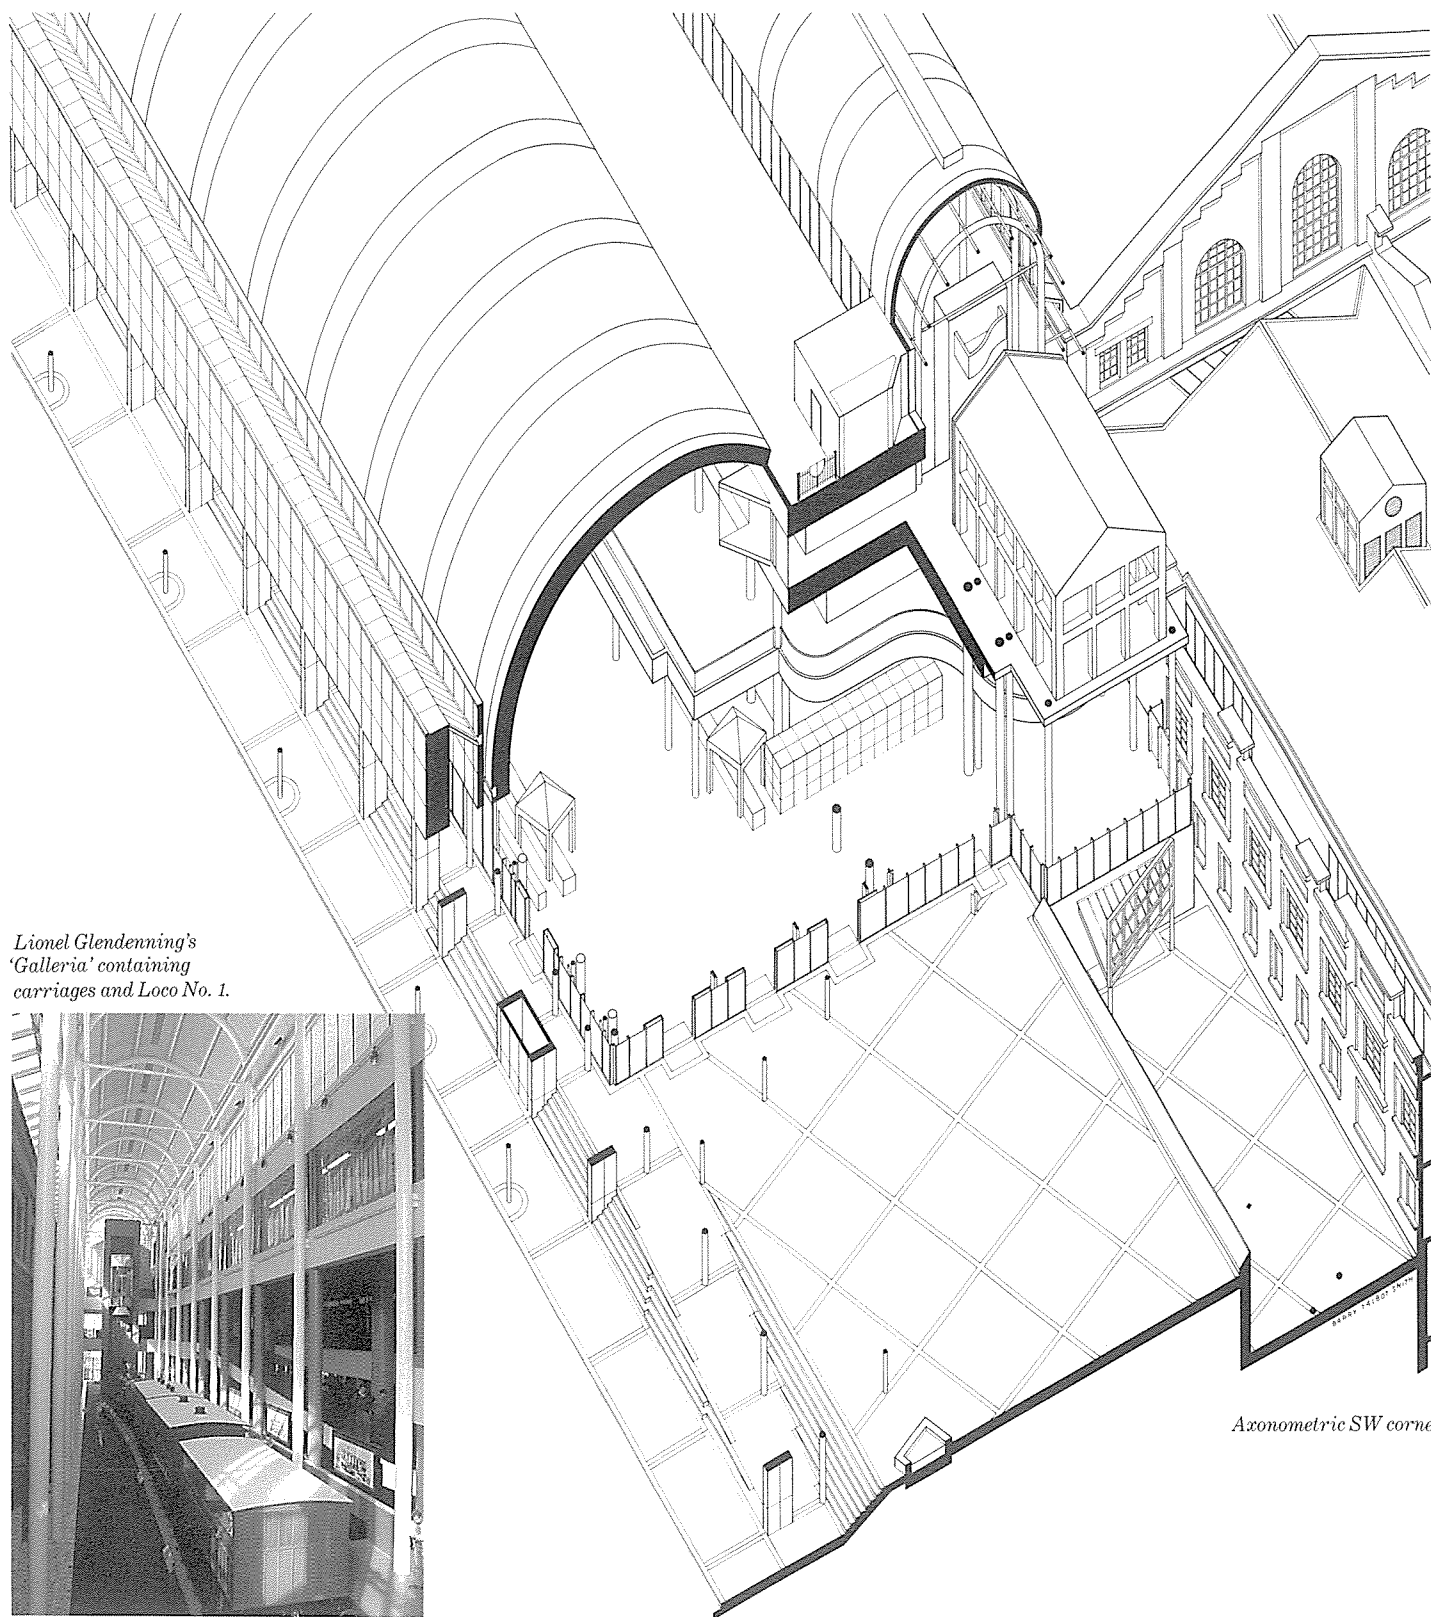 Lionel Glendenning's
‘Galleria’ containing
carriages and Loco No. 1.
BARRY TALBOT SMITH
Axonometric SW corne